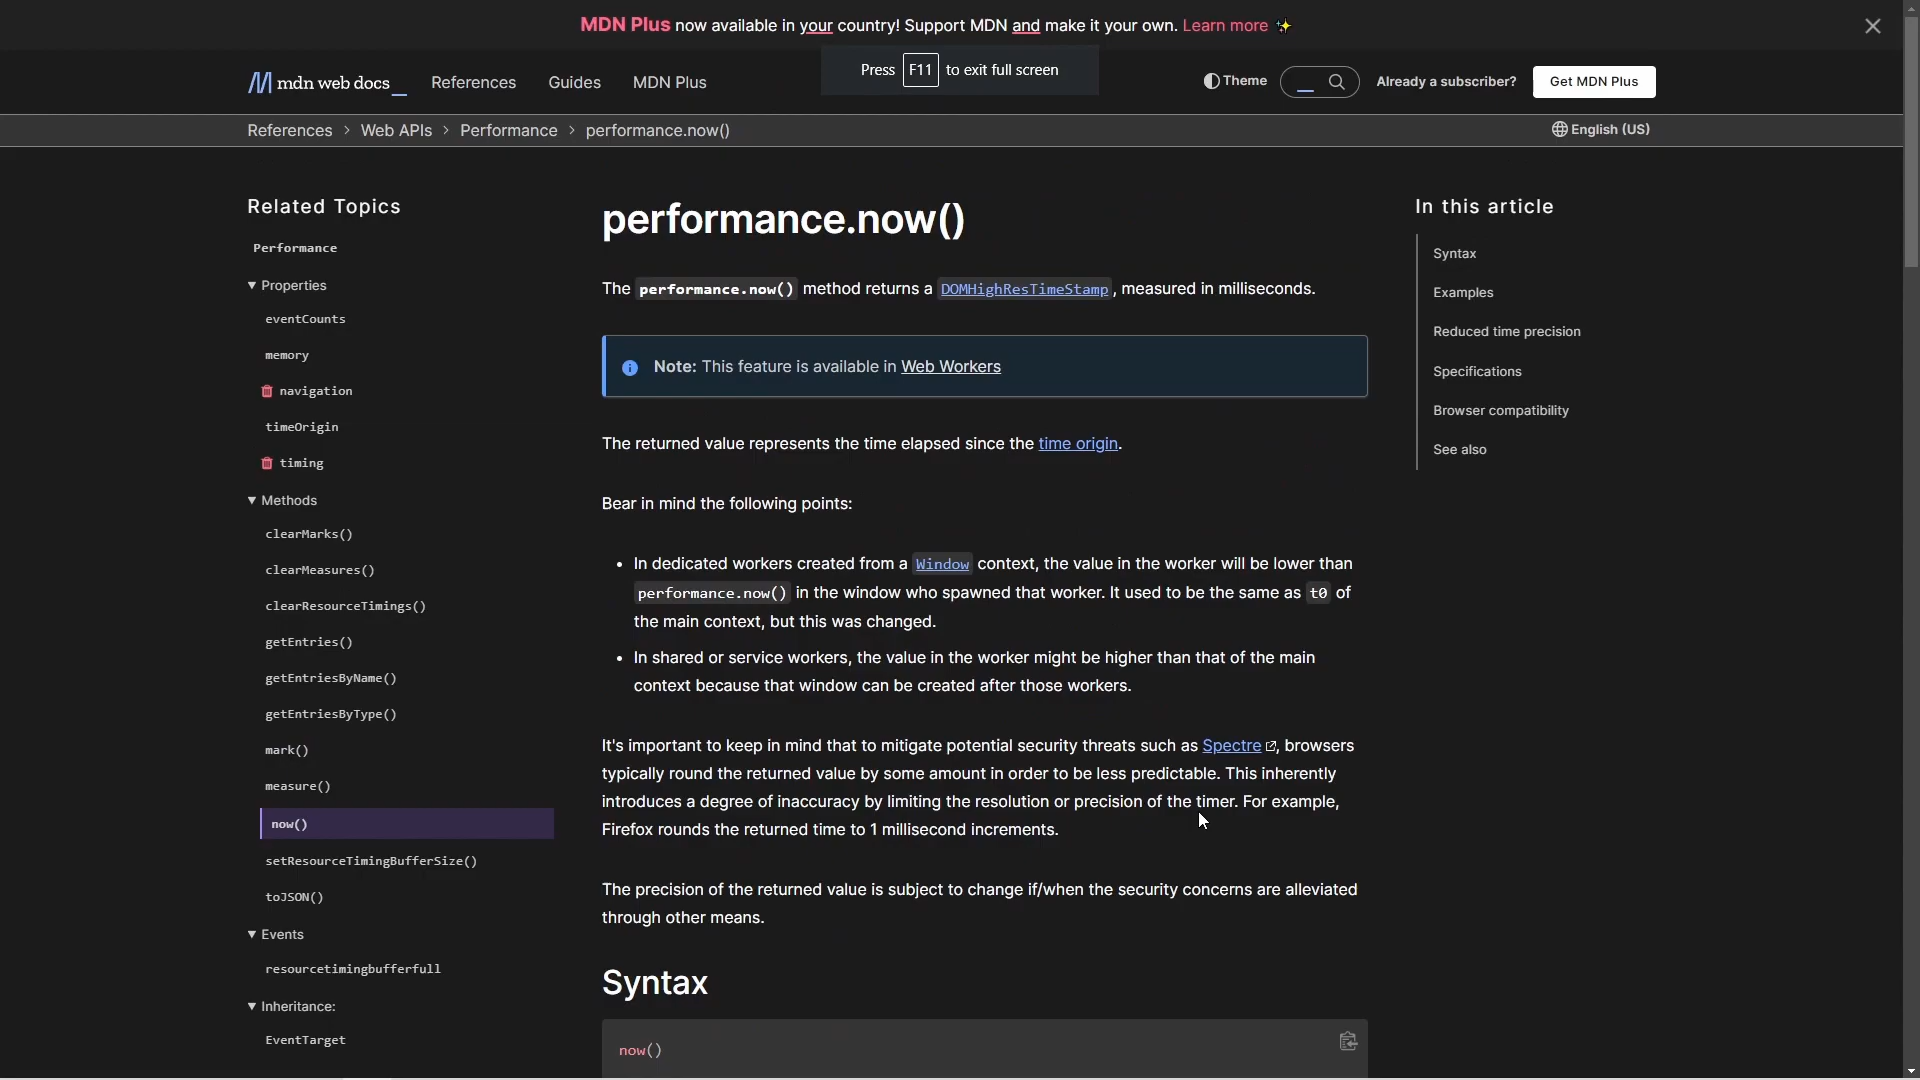 MDN Plus now available in your country! Support MDN and make it your own. Learn more ✨
Press F11 to exit full screen
mdn web docs_ References Guides MDN Plus
Theme Already a subscriber? Get MDN Plus
References > Web APIs > Performance > performance.now()
English (US)
Related Topics
Performance
Properties
eventCounts
memory
navigation
timeOrigin
timing
Methods
clearMarks()
clearMeasures()
clearResourceTimings()
getEntries()
getEntriesByName()
getEntriesByType()
mark()
measure()
now()
setResourceTimingBufferSize()
toJSON()
Events
resourcetimingbufferfull
Inheritance:
EventTarget
performance.now()
The performance.now() method returns a DOMHighResTimeStamp, measured in milliseconds.
Note: This feature is available in Web Workers
The returned value represents the time elapsed since the time origin.
Bear in mind the following points:
• In dedicated workers created from a Window context, the value in the worker will be lower than
performance.now() in the window who spawned that worker. It used to be the same as t0 of
the main context, but this was changed.
• In shared or service workers, the value in the worker might be higher than that of the main
context because that window can be created after those workers.
It's important to keep in mind that to mitigate potential security threats such as Spectre, browsers
typically round the returned value by some amount in order to be less predictable. This inherently
introduces a degree of inaccuracy by limiting the resolution or precision of the timer. For example,
Firefox rounds the returned time to 1 millisecond increments.
The precision of the returned value is subject to change if/when the security concerns are alleviated
through other means.
Syntax
now()
In this article
Syntax
Examples
Reduced time precision
Specifications
Browser compatibility
See also